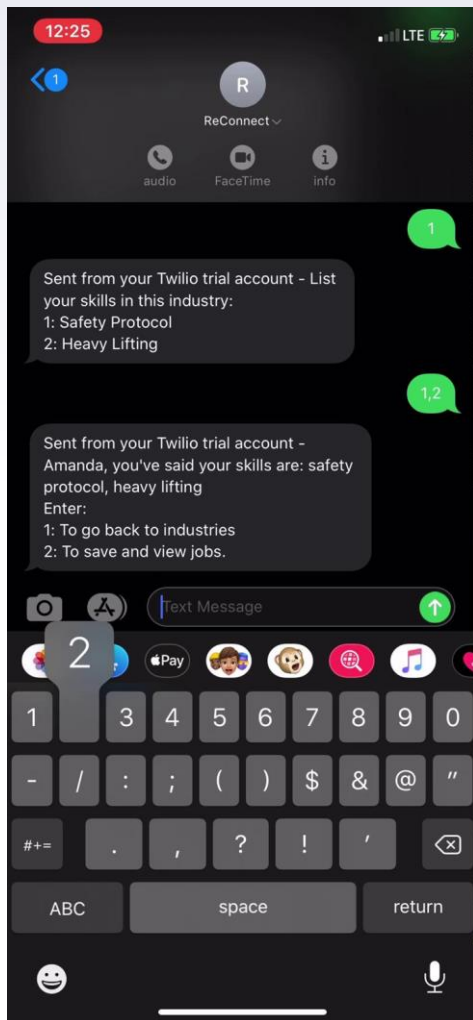 12:25
LTE
1
R
ReConnect
audio
FaceTime
info
1
Sent from your Twilio trial account - List
your skills in this industry:
1: Safety Protocol
2: Heavy Lifting
1,2
Sent from your Twilio trial account -
Amanda, you've said your skills are: safety
protocol, heavy lifting
Enter:
1: To go back to industries
2: To save and view jobs.
Text Message
2
Pay
1 3 4 5 6 7 8 9 0
- / : ; ( ) $ & @ "
#+= . , ? ! '
ABC space return